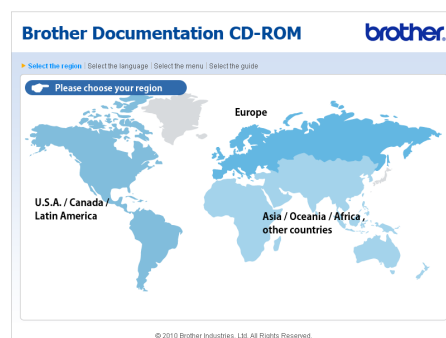 Brother Documentation CD-ROM
brother.
Select the region | Select the language | Select the menu | Select the guide
Please choose your region
Europe
U.S.A. / Canada /
Latin America
Asia / Oceania / Africa ,
other countries
© 2010 Brother Industries, Ltd. All Rights Reserved.